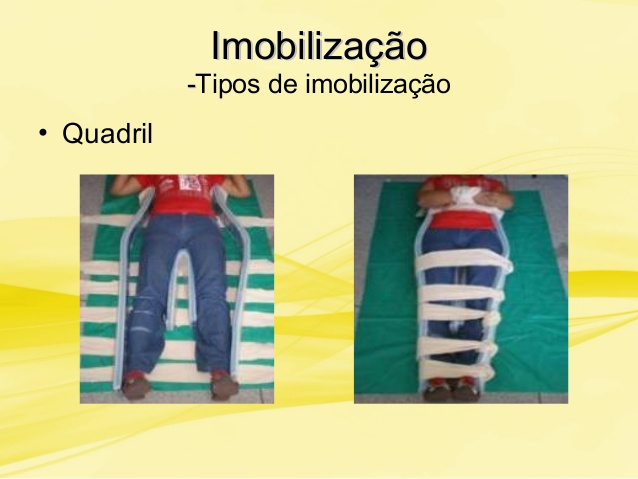 Imobilização
-Tipos de imobilização
• Quadril